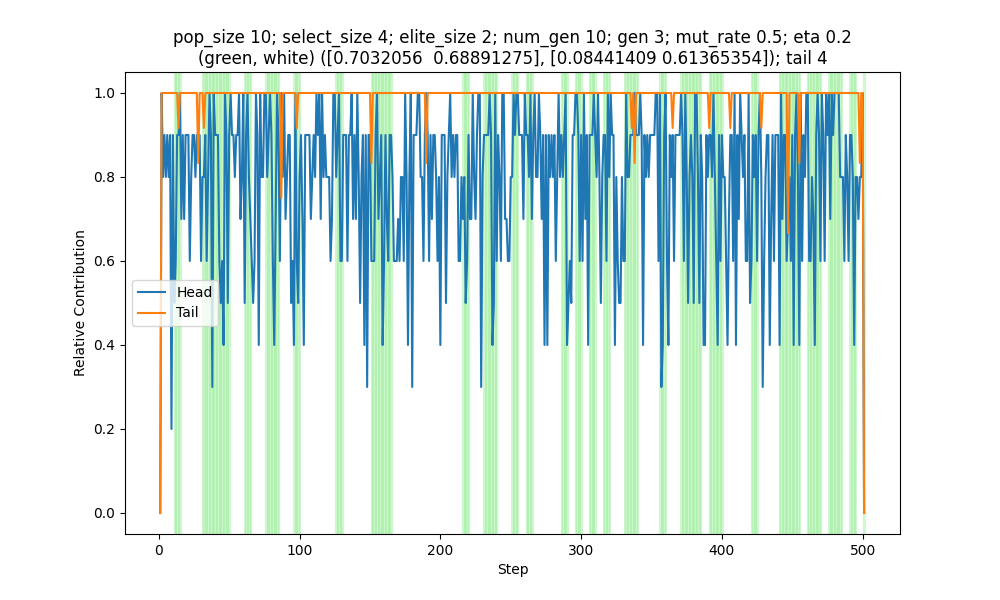 pop_size 10; select_size 4; elite_size 2; num_gen 10; gen 3; mut_rate 0.5; eta 0.2
(green, white) ([0.7032056  0.68891275], [0.08441409 0.61365354]); tail 4
1.0
0.8
0.6
0.4
0.2
0.0
Relative Contribution
Head
Tail
0
100
200
300
400
500
Step